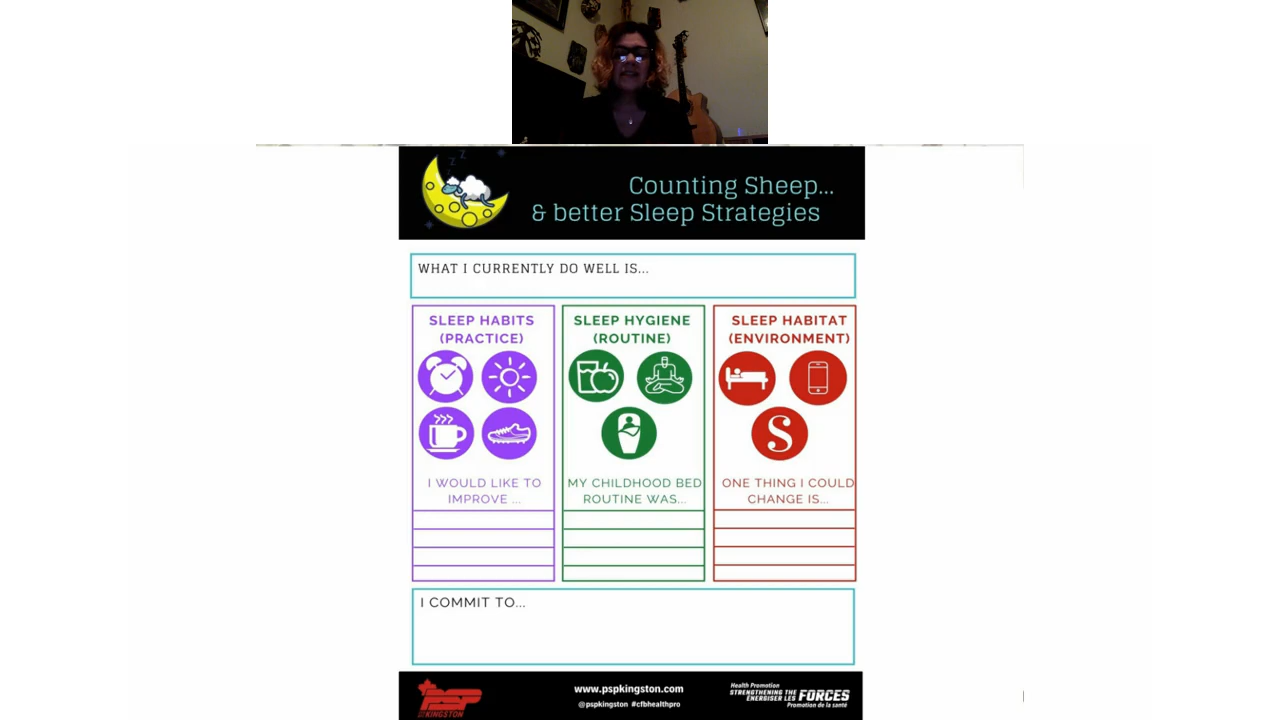 Counting Sheep...
& better Sleep Strategies
WHAT I CURRENTLY DO WELL IS...
SLEEP HABITS
(PRACTICE)
I WOULD LIKE TO
IMPROVE ...
SLEEP HYGIENE
(ROUTINE)
MY CHILDHOOD BED
ROUTINE WAS...
SLEEP HABITAT
(ENVIRONMENT)
S
ONE THING I COULD
CHANGE IS...
I COMMIT TO...
PSP
KINGSTON
www.pspkingston.com
@pspkingston #cfbhealthpro
Health Promotion
STRENGTHENING THE FORCES
ÉNERGISER LES
Promotion de la santé